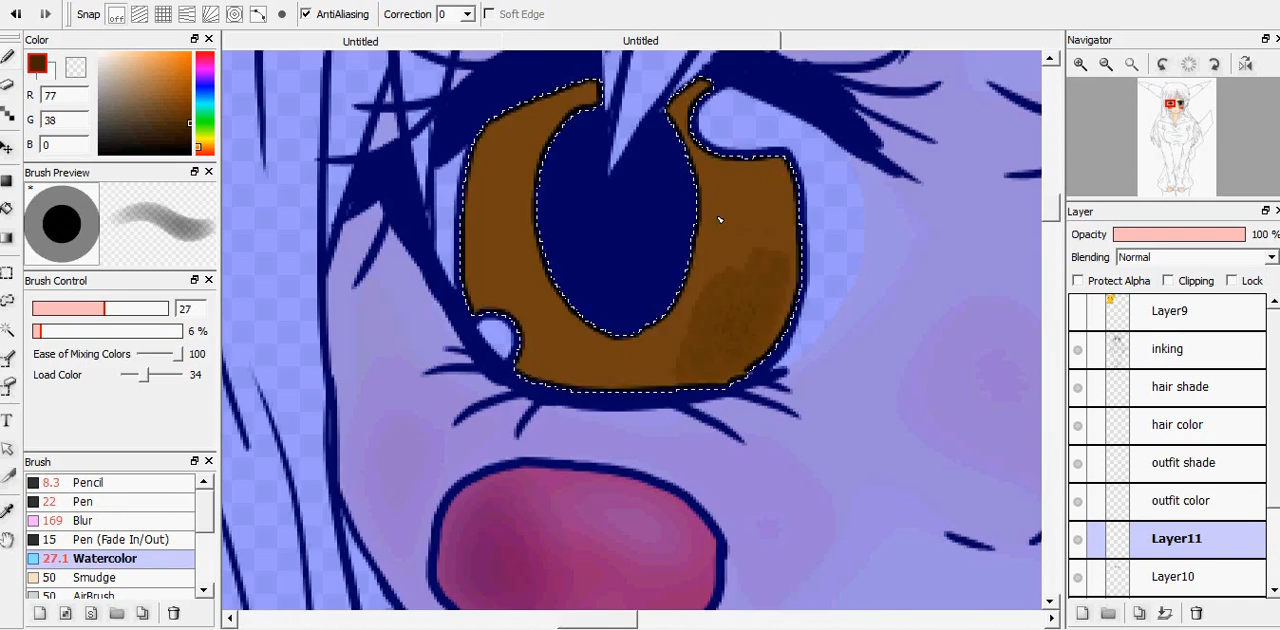 Snap off AntiAliasing Correction 0 Soft Edge
Color
R 77
G 38
B 0
Brush Preview
*
Brush Control
27
6 %
Ease of Mixing Colors 100
Load Color 34
Brush
8.3 Pencil
22 Pen
169 Blur
15 Pen (Fade In/Out)
27.1 Watercolor
50 Smudge
50 AirBrush
T
Untitled Untitled
Navigator
Layer
Opacity 100 %
Blending Normal
Protect Alpha Clipping Lock
Layer9
inking
hair shade
hair color
outfit shade
outfit color
Layer11
Layer10